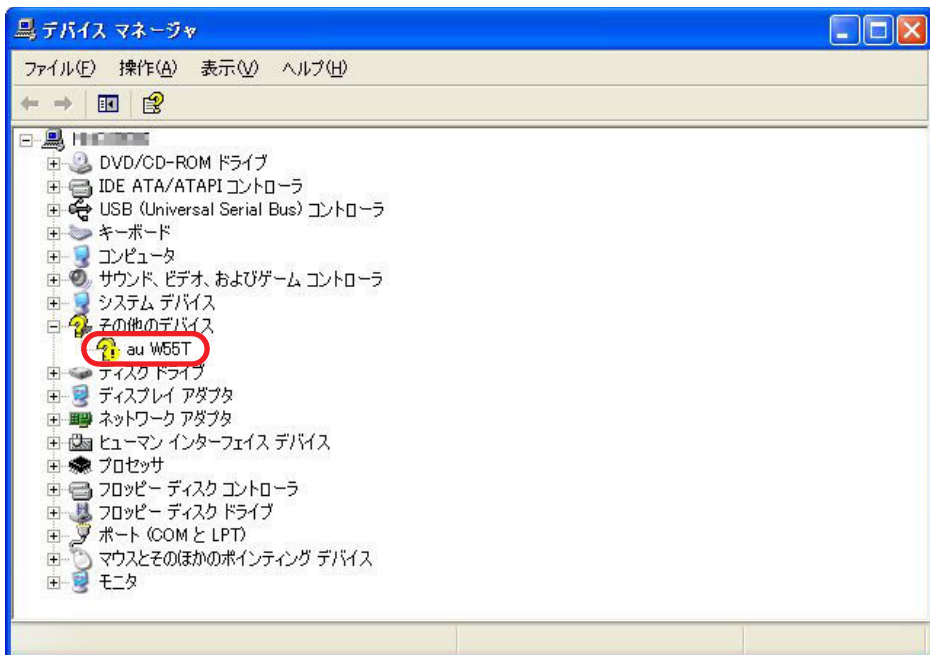 デバイス マネージャ
ファイル(F) 操作(A) 表示(V) ヘルプ(H)
DVD/CD-ROM ドライブ
IDE ATA/ATAPI コントローラ
USB (Universal Serial Bus) コントローラ
キーボード
コンピュータ
サウンド、ビデオ、およびゲーム コントローラ
システム デバイス
その他のデバイス
au W55T
ディスク ドライブ
ディスプレイ アダプタ
ネットワーク アダプタ
ヒューマン インターフェイス デバイス
プロセッサ
フロッピー ディスク コントローラ
フロッピー ディスク ドライブ
ポート (COM と LPT)
マウスとそのほかのポインティング デバイス
モニタ